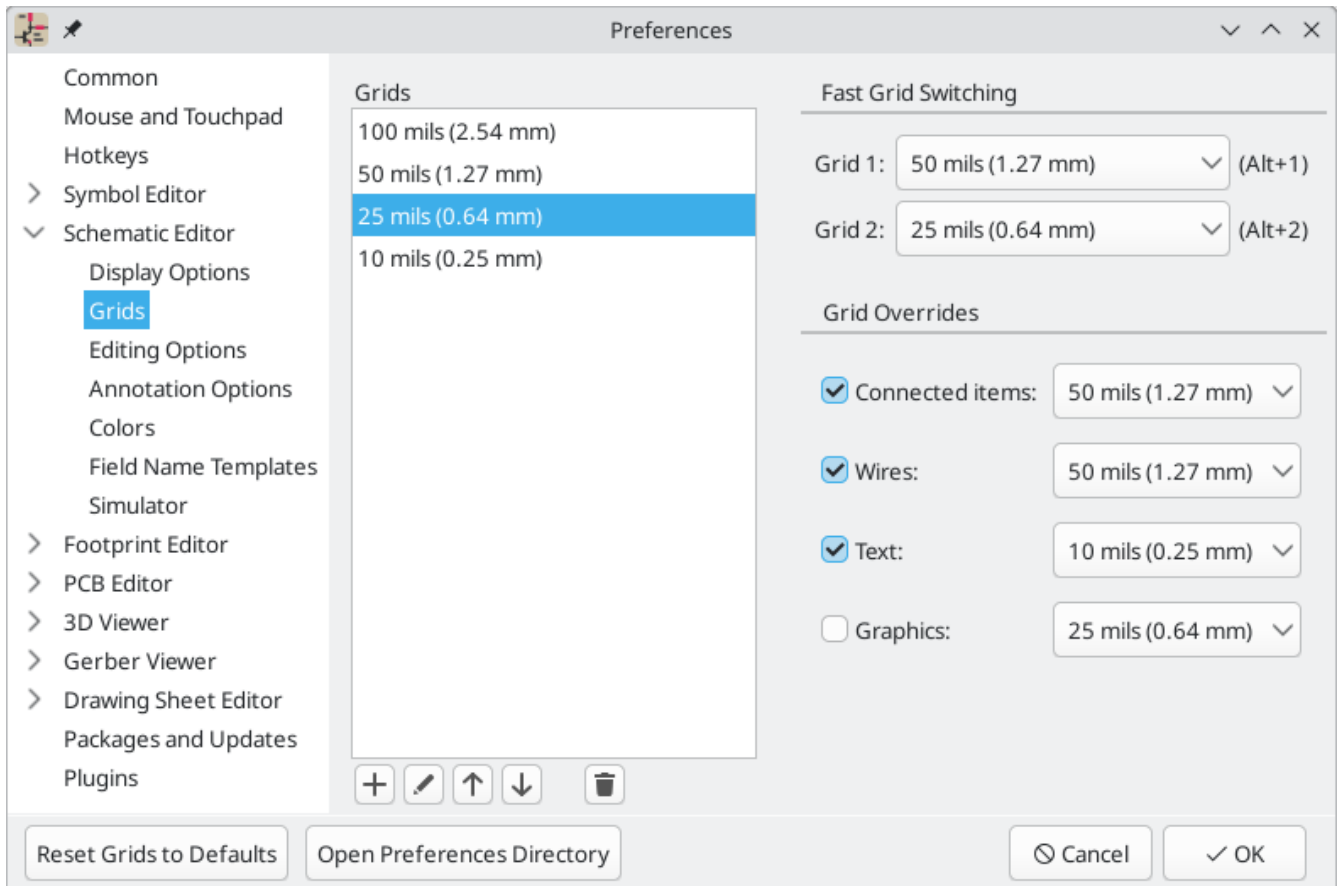 Preferences
Common
Mouse and Touchpad
Hotkeys
Symbol Editor
Schematic Editor
Display Options
Grids
Editing Options
Annotation Options
Colors
Field Name Templates
Simulator
Footprint Editor
PCB Editor
3D Viewer
Gerber Viewer
Drawing Sheet Editor
Packages and Updates
Plugins
Grids
100 mils (2.54 mm)
50 mils (1.27 mm)
25 mils (0.64 mm)
10 mils (0.25 mm)
Fast Grid Switching
Grid 1: 50 mils (1.27 mm) (Alt+1)
Grid 2: 25 mils (0.64 mm) (Alt+2)
Grid Overrides
Connected items: 50 mils (1.27 mm)
Wires: 50 mils (1.27 mm)
Text: 10 mils (0.25 mm)
Graphics: 25 mils (0.64 mm)
Reset Grids to Defaults Open Preferences Directory Cancel OK